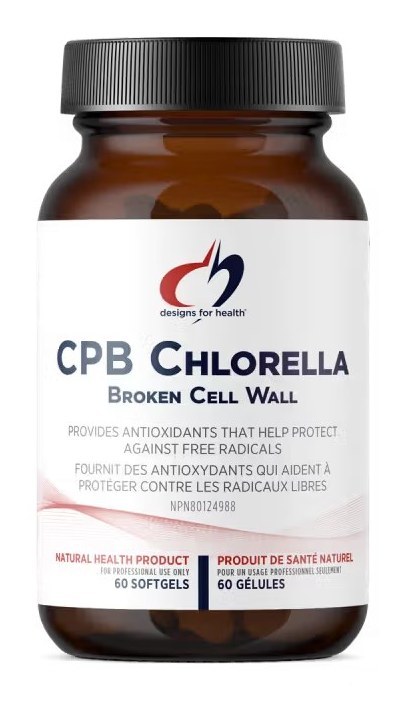 designs for health®
CPB CHLORELLA
BROKEN CELL WALL
PROVIDES ANTIOXIDANTS THAT HELP PROTECT
AGAINST FREE RADICALS
FOURNIT DES ANTIOXYDANTS QUI AIDENT À
PROTÉGER CONTRE LES RADICAUX LIBRES
NPN80124988
NATURAL HEALTH PRODUCT
FOR PROFESSIONAL USE ONLY
60 SOFTGELS
PRODUIT DE SANTÉ NATUREL
POUR UN USAGE PROFESSIONNEL SEULEMENT
60 GÉLULES